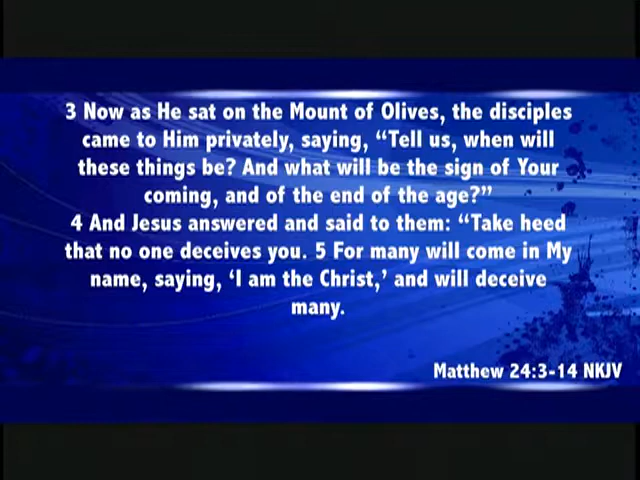 3 Now as He sat on the Mount of Olives, the disciples
came to Him privately, saying, “Tell us, when will
these things be? And what will be the sign of Your
coming, and of the end of the age?”
4 And Jesus answered and said to them: “Take heed
that no one deceives you. 5 For many will come in My
name, saying, ‘I am the Christ,’ and will deceive
many.
Matthew 24:3-14 NKJV